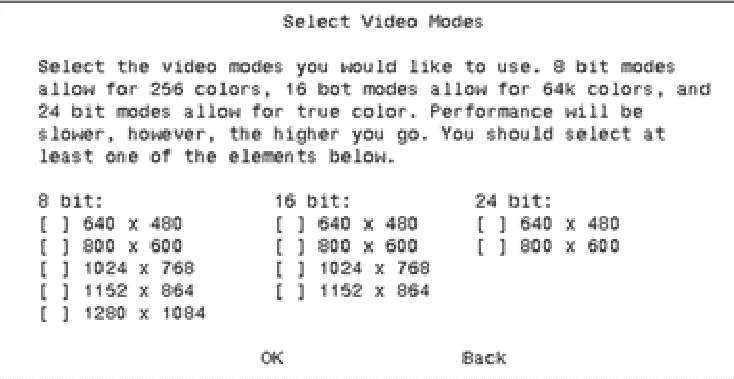 Select Video Modes
Select the video modes you would like to use. 8 bit modes
allow for 256 colors, 16 bot modes allow for 64k colors, and
24 bit modes allow for true color. Performance will be
slower, however, the higher you go. You should select at
least one of the elements below.
8 bit: 16 bit: 24 bit:
[ ] 640 x 480 [ ] 640 x 480 [ ] 640 x 480
[ ] 800 x 600 [ ] 800 x 600 [ ] 800 x 600
[ ] 1024 x 768 [ ] 1024 x 768
[ ] 1152 x 864 [ ] 1152 x 864
[ ] 1280 x 1084
OK Back